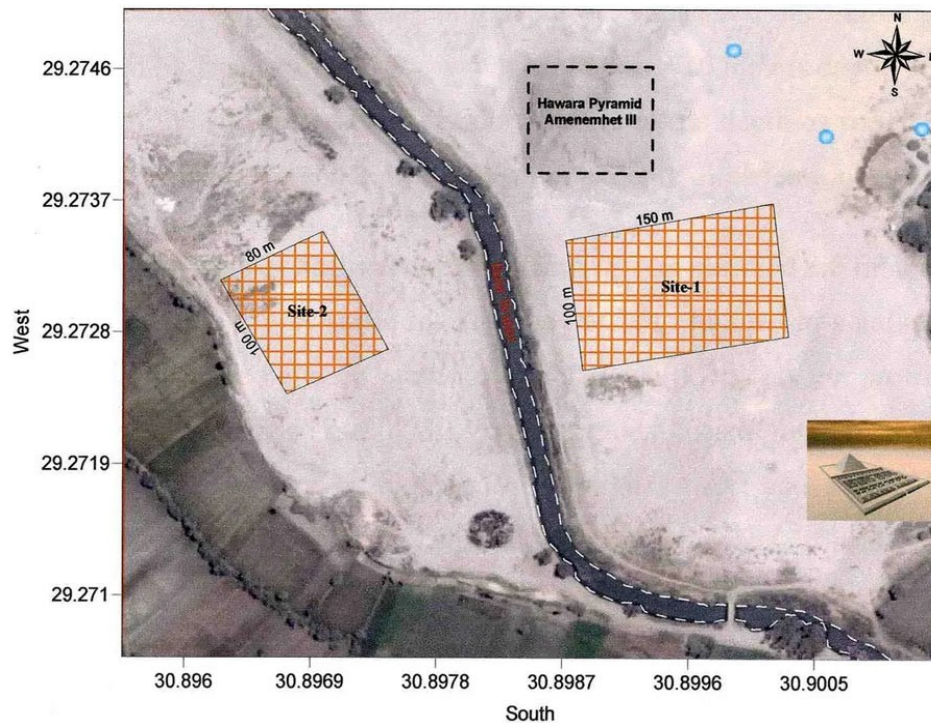 N
W
S
29.2746
Hawara Pyramid
Amenemhet III
29.2737
150 m
80 m
Site-1
100 m
Site-2
100 m
29.2728
West
29.2719
29.271
30.896
30.8969
30.8978
30.8987
30.8996
30.9005
South